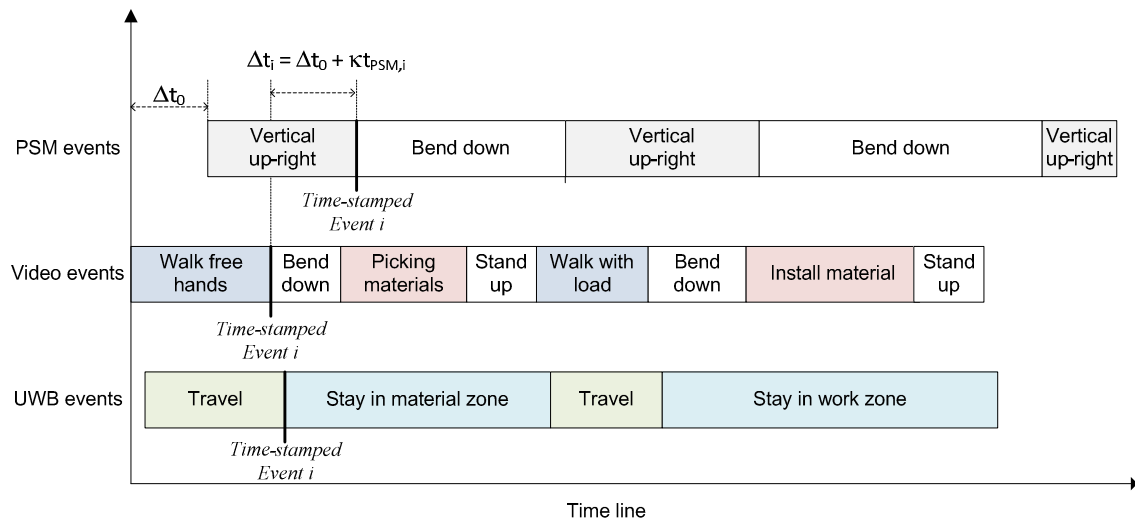 Δt₀
Δtᵢ = Δt₀ + κt_PSM,i
PSM events
Vertical
up-right
Bend down
Vertical
up-right
Bend down
Vertical
up-right
Time-stamped
Event i
Video events
Walk free
hands
Bend
down
Picking
materials
Stand
up
Walk with
load
Bend
down
Install material
Stand
up
Time-stamped
Event i
UWB events
Travel
Stay in material zone
Travel
Stay in work zone
Time-stamped
Event i
Time line